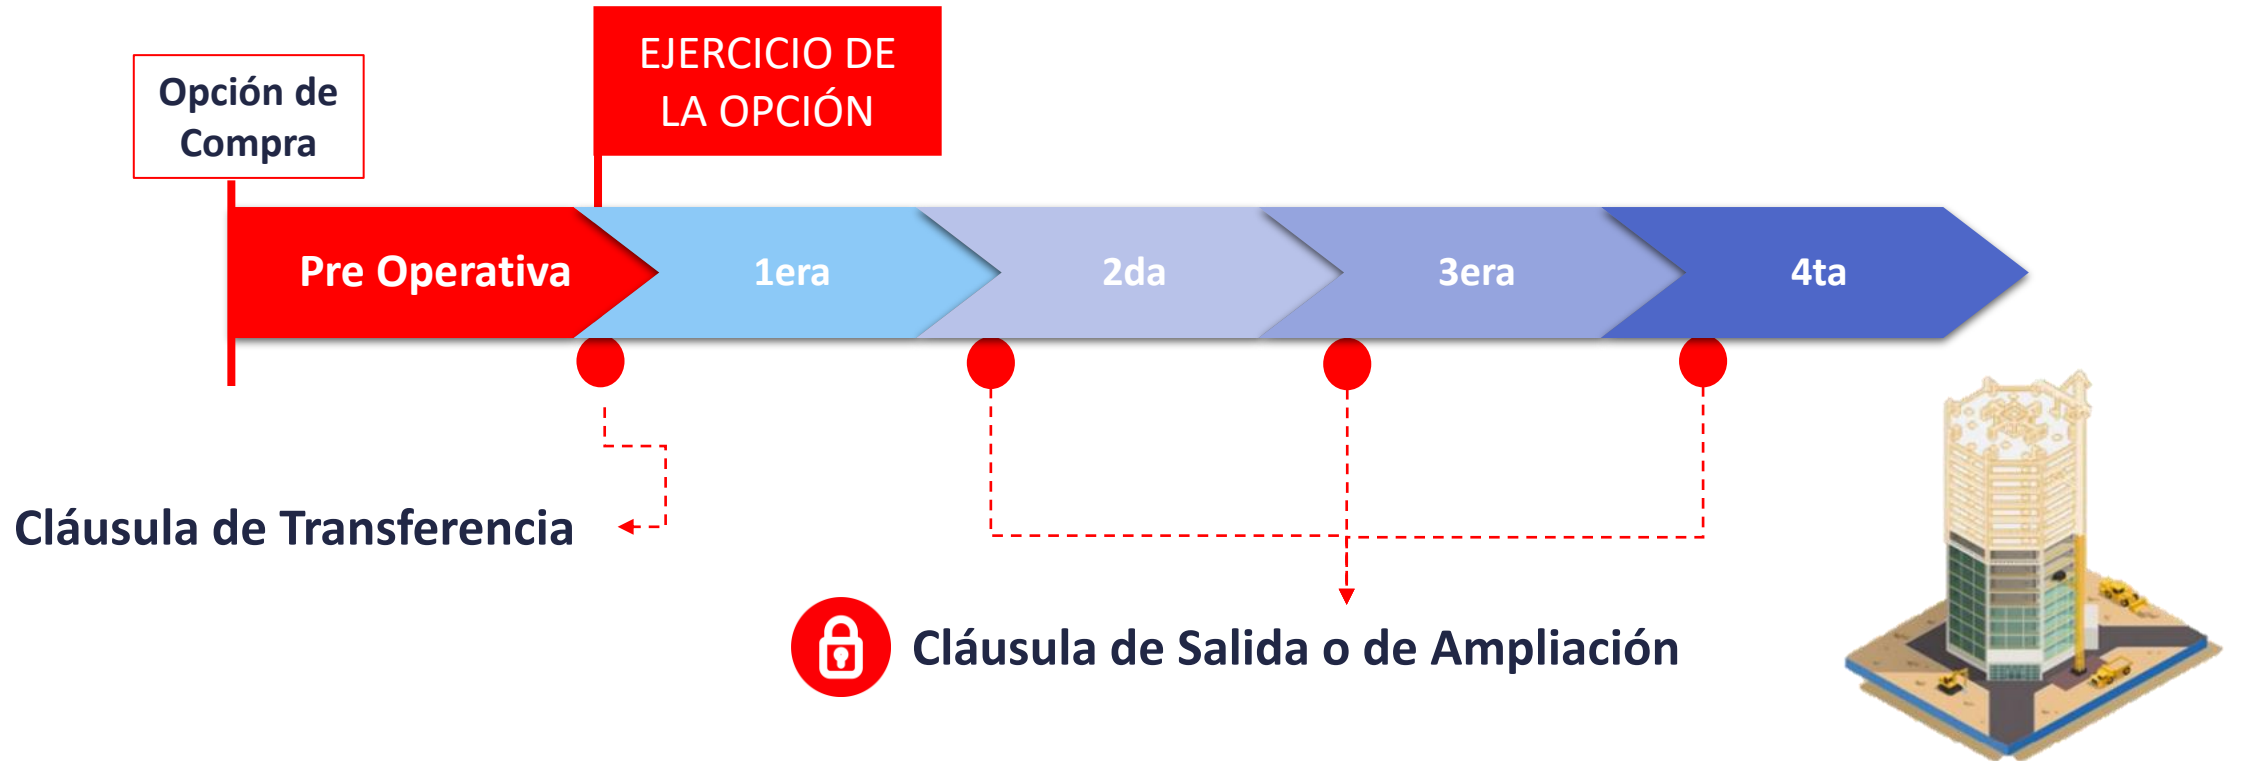 Opción de
Compra
EJERCICIO DE
LA OPCIÓN
Pre Operativa
1era
2da
3era
4ta
Cláusula de Transferencia
Cláusula de Salida o de Ampliación